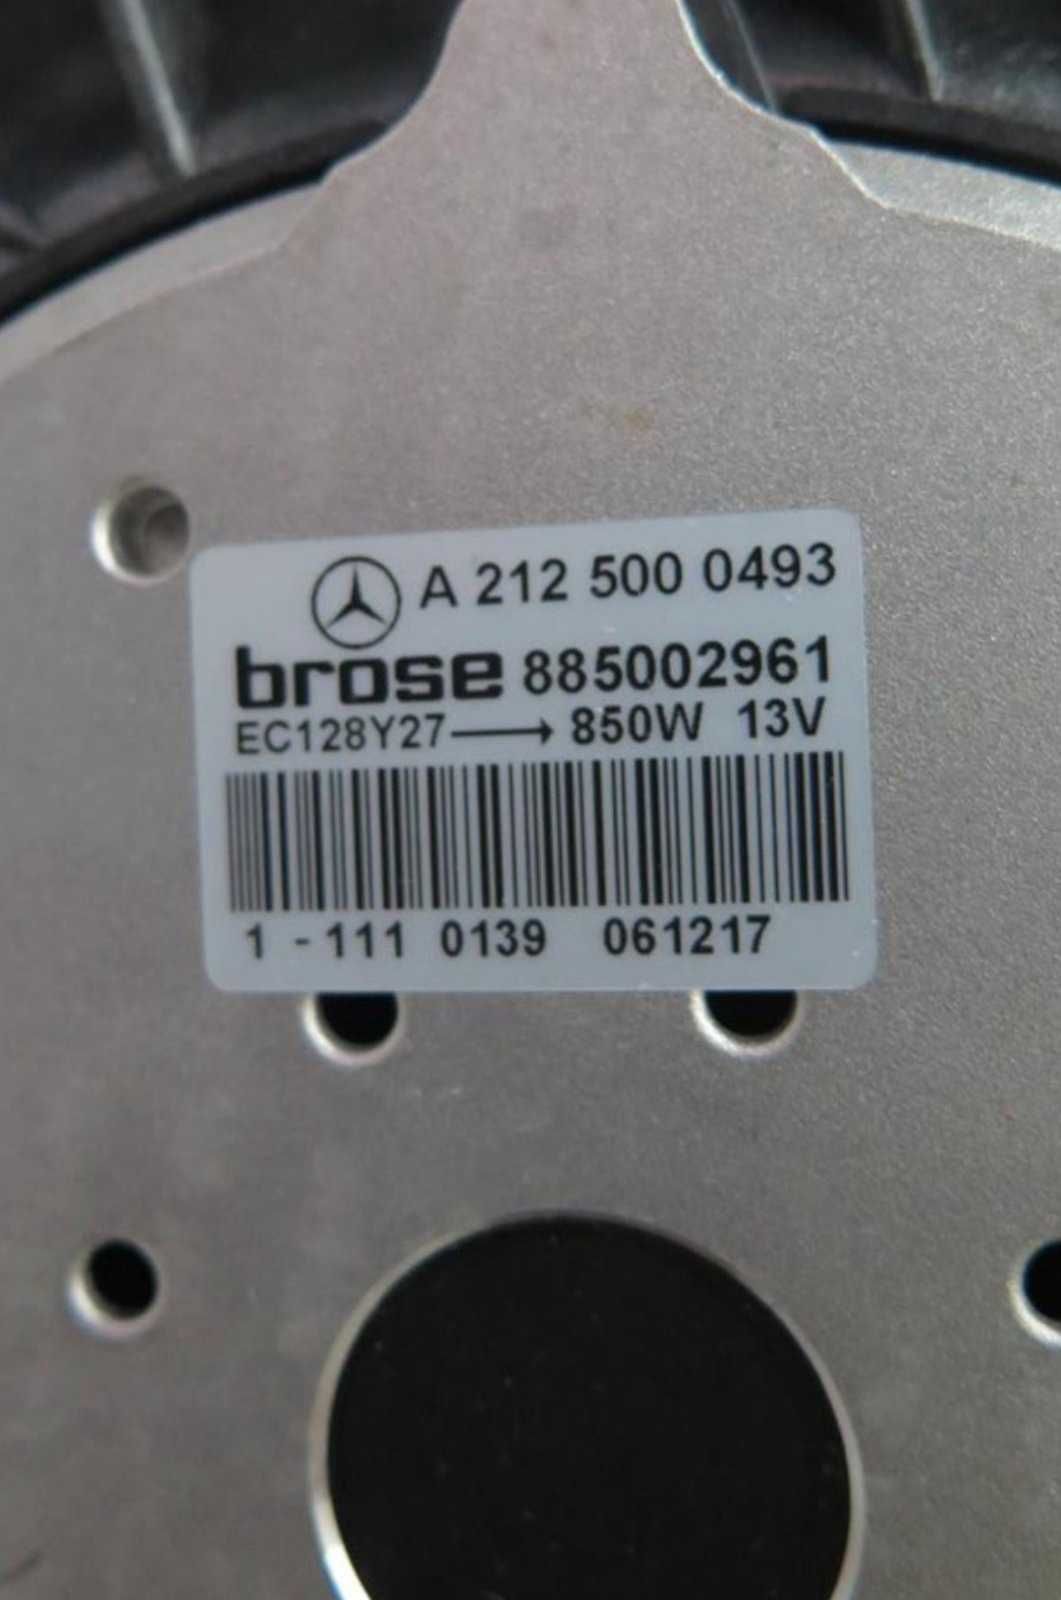 A 212 500 0493
brose 885002961
EC128Y27→850W 13V
1 - 111 0139 061217